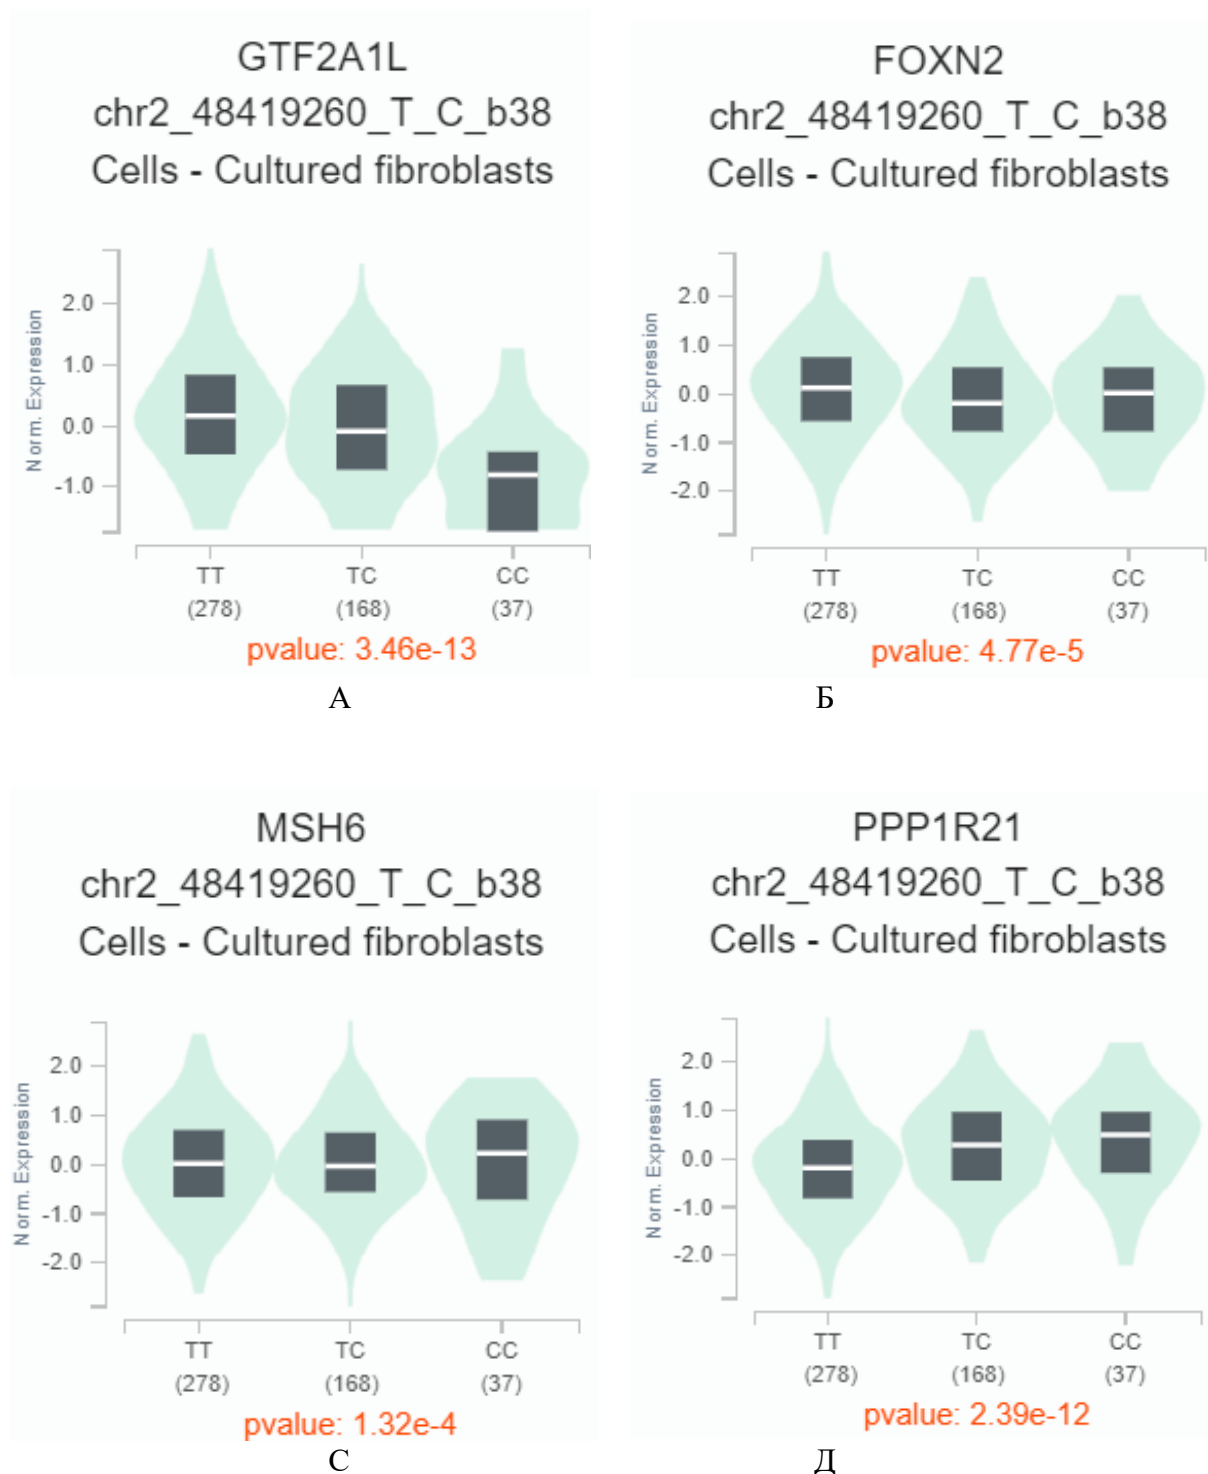 GTF2A1L
chr2_48419260_T_C_b38
Cells - Cultured fibroblasts
Norm. Expression
2.0
1.0
0.0
-1.0
TT
TC
CC
(278)
(168)
(37)
pvalue: 3.46e-13
А
FOXN2
chr2_48419260_T_C_b38
Cells - Cultured fibroblasts
Norm. Expression
2.0
1.0
0.0
-1.0
-2.0
TT
TC
CC
(278)
(168)
(37)
pvalue: 4.77e-5
Б
MSH6
chr2_48419260_T_C_b38
Cells - Cultured fibroblasts
Norm. Expression
2.0
1.0
0.0
-1.0
-2.0
TT
TC
CC
(278)
(168)
(37)
pvalue: 1.32e-4
С
PPP1R21
chr2_48419260_T_C_b38
Cells - Cultured fibroblasts
Norm. Expression
2.0
1.0
0.0
-1.0
-2.0
TT
TC
CC
(278)
(168)
(37)
pvalue: 2.39e-12
Д